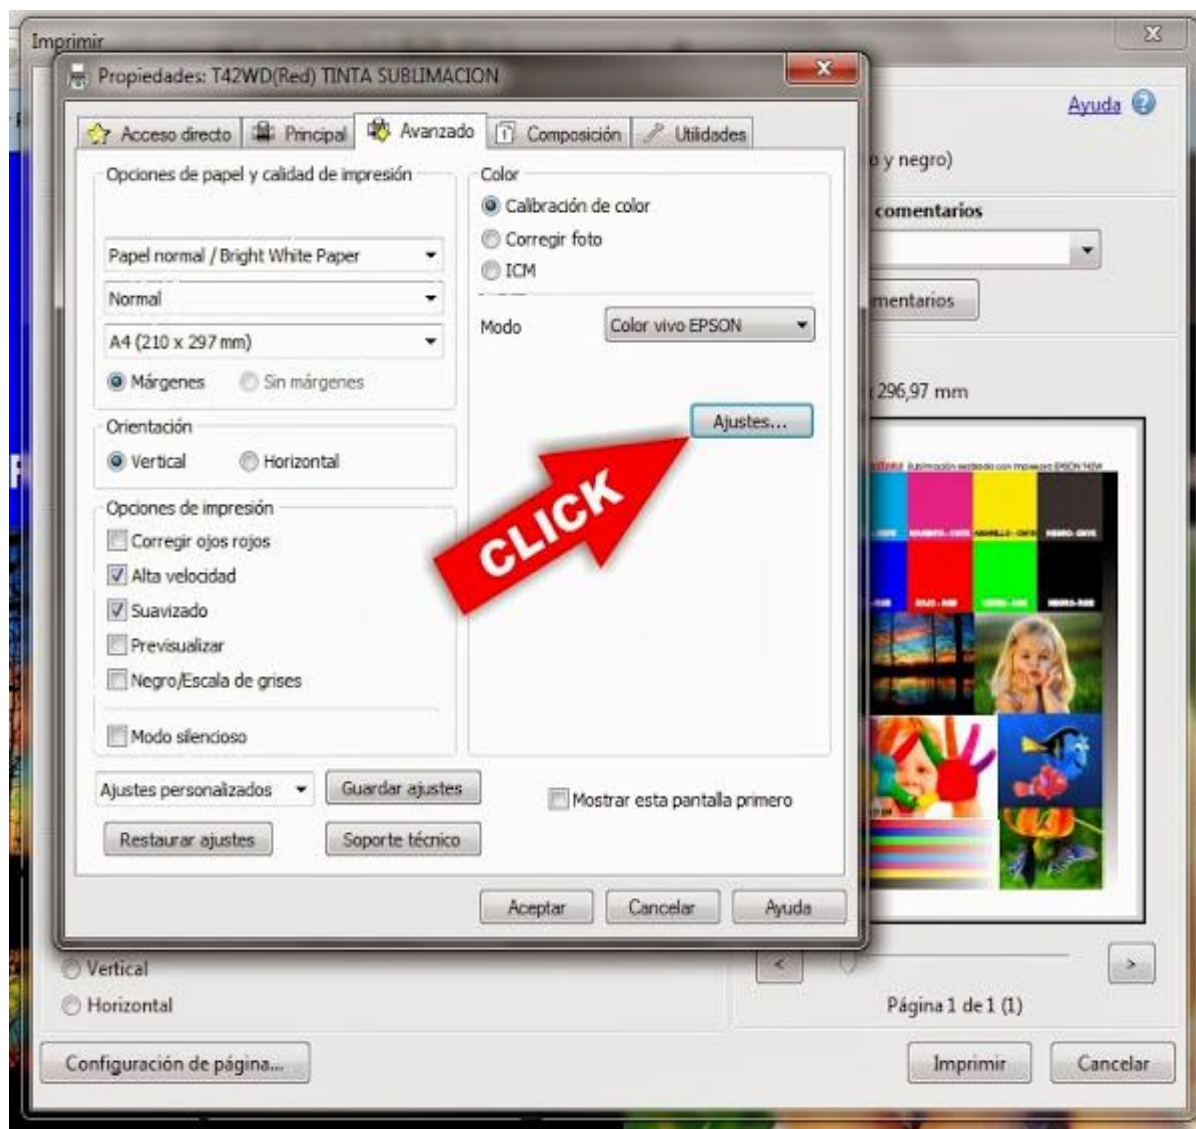 Imprimir
Propiedades: T42WD(Red) TINTA SUBLIMACION
Ayuda
Acceso directo
Principal
Avanzado
Composición
Utilidades
y negro)
Opciones de papel y calidad de impresión
Papel normal / Bright White Paper
Normal
A4 (210 x 297 mm)
Márgenes
Sin márgenes
Orientación
Vertical
Horizontal
Opciones de impresión
Corregir ojos rojos
Alta velocidad
Suavizado
Previsualizar
Negro/Escala de grises
Modo silencioso
Color
Calibración de color
Corregir foto
ICM
Modo
Color vivo EPSON
Ajustes...
CLICK
Ajustes personalizados
Guardar ajustes
Mostrar esta pantalla primero
Restaurar ajustes
Soporte técnico
Aceptar
Cancelar
Ayuda
comentarios
mentarios
296,97 mm
Vertical
Horizontal
<
>
Página 1 de 1 (1)
Configuración de página...
Imprimir
Cancelar